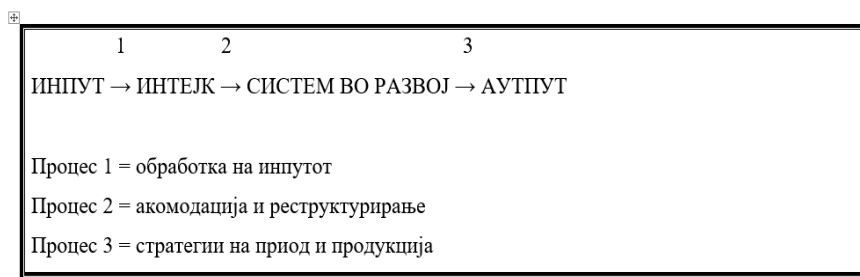 1 2 3
ИНПУТ → ИНТЕЈК → СИСТЕМ ВО РАЗВОЈ → АУТПУТ
Процес 1 = обработка на инпутот
Процес 2 = акомодација и реструктурирање
Процес 3 = стратегии на приод и продукција